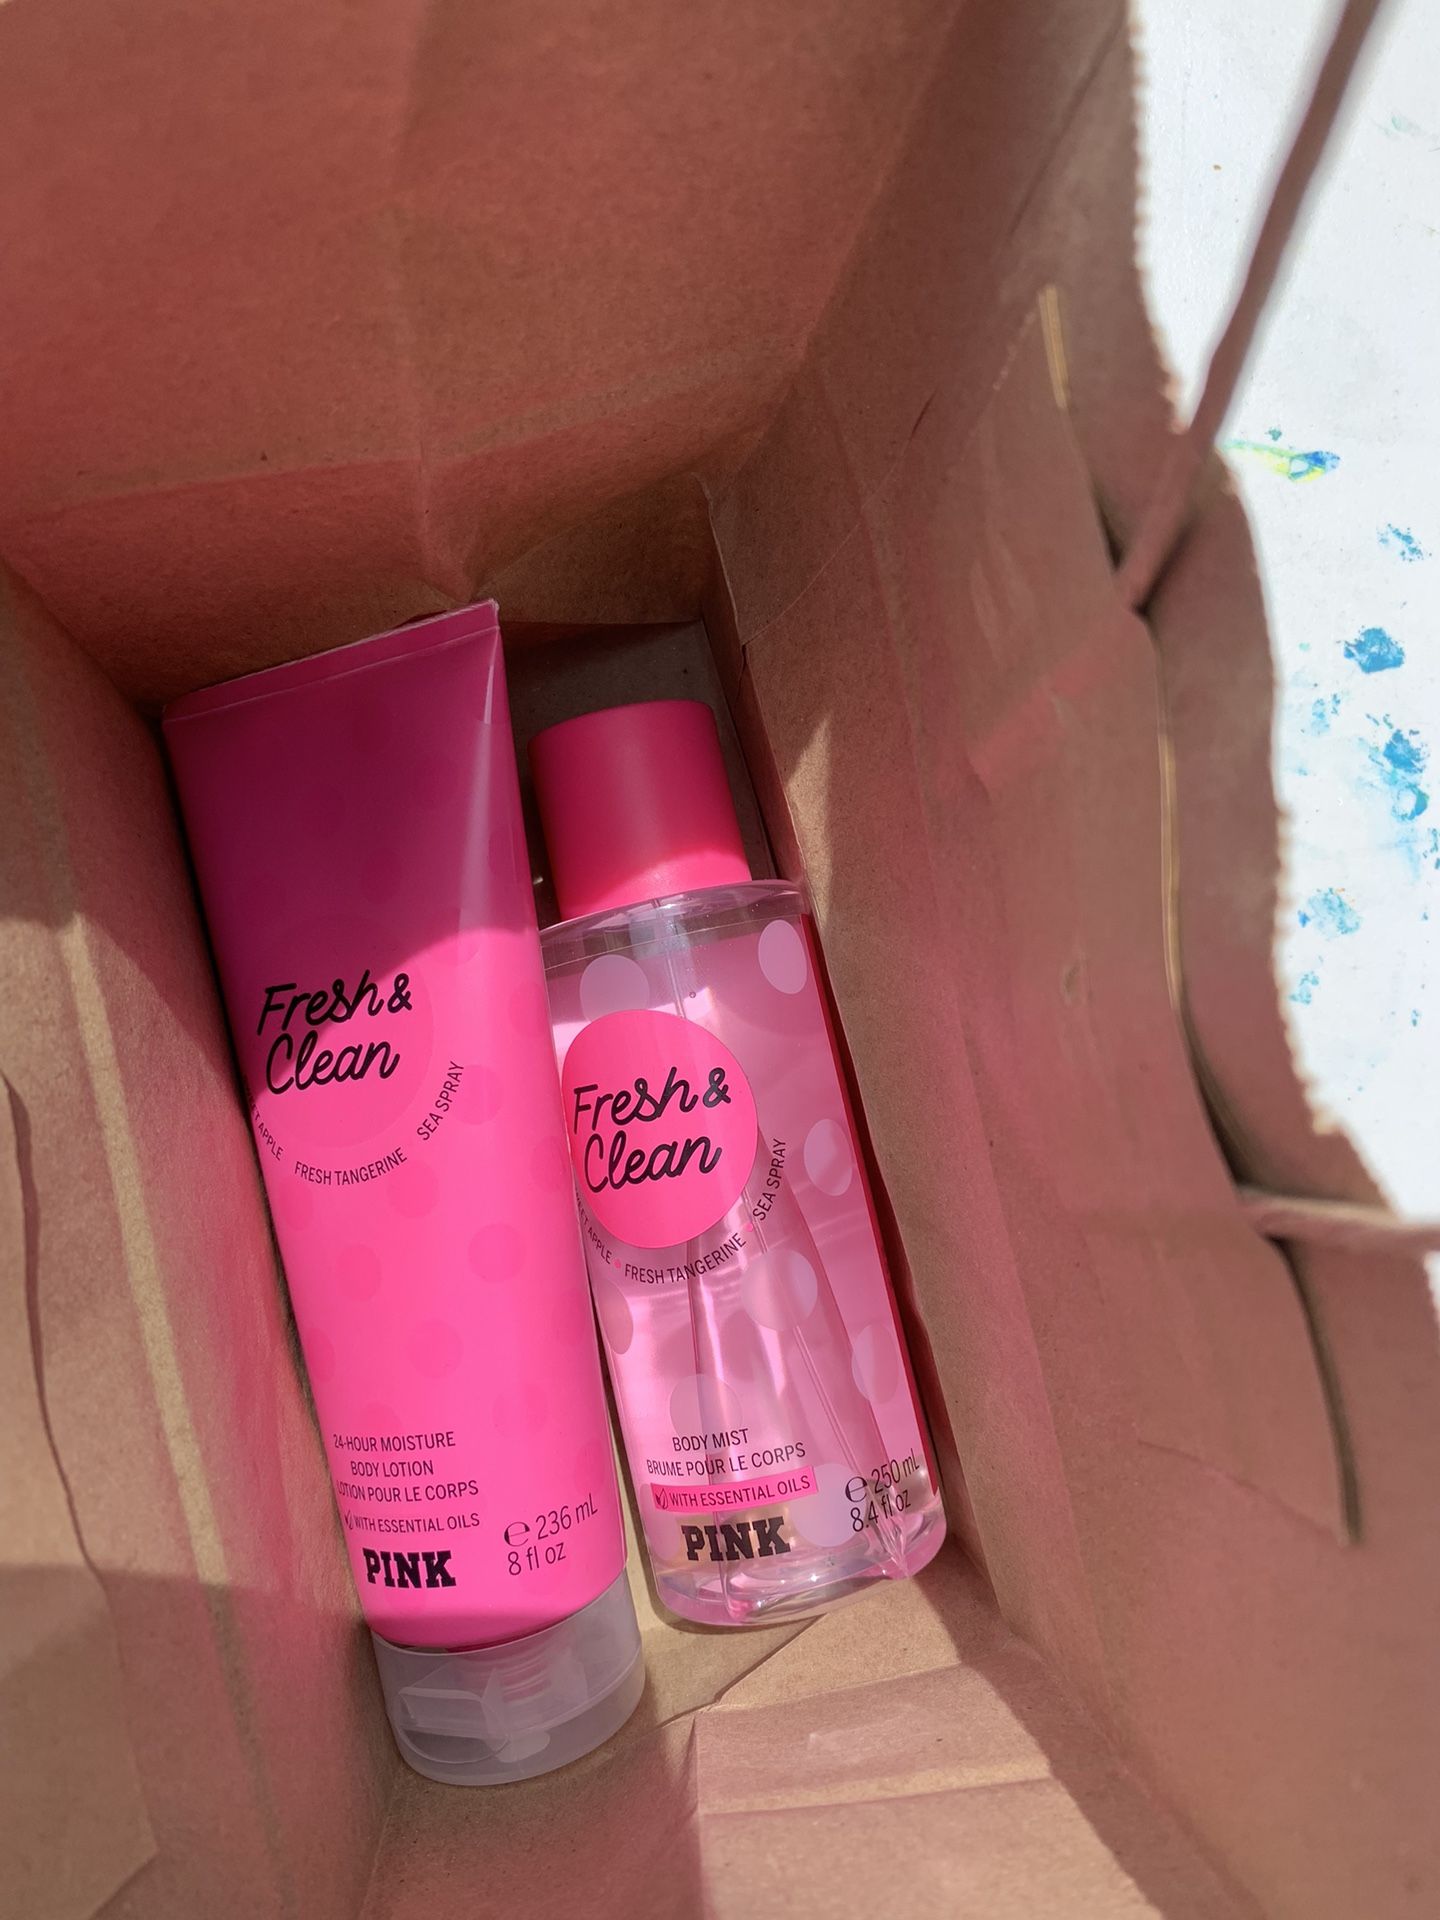 Fresh &
Clean
APPLE FRESH TANGERINE SEA SPRAY
24-HOUR MOISTURE
BODY LOTION
LOTION POUR LE CORPS
WITH ESSENTIAL OILS
PINK
℮ 236 mL
8 fl oz
Fresh &
Clean
APPLE • FRESH TANGERINE • SEA SPRAY
BODY MIST
BRUME POUR LE CORPS
WITH ESSENTIAL OILS
PINK
℮ 250 mL
8.4 fl oz